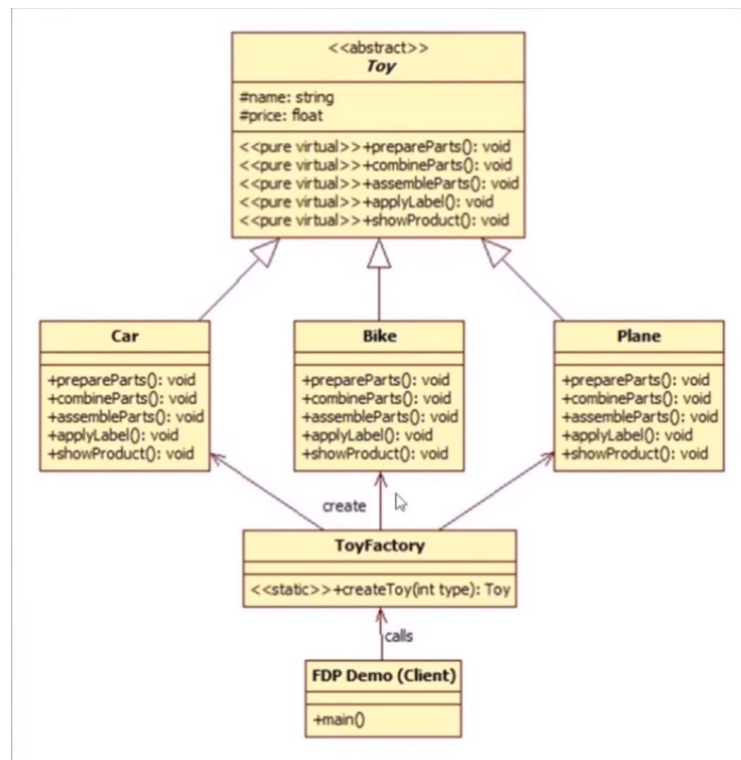 <<abstract>>
Toy
#name: string
#price: float
<<pure virtual>>+prepareParts(): void
<<pure virtual>>+combineParts(): void
<<pure virtual>>+assembleParts(): void
<<pure virtual>>+applyLabel(): void
<<pure virtual>>+showProduct(): void
Car
+prepareParts(): void
+combineParts(): void
+assembleParts(): void
+applyLabel(): void
+showProduct(): void
Bike
+prepareParts(): void
+combineParts(): void
+assembleParts(): void
+applyLabel(): void
+showProduct(): void
Plane
+prepareParts(): void
+combineParts(): void
+assembleParts(): void
+applyLabel(): void
+showProduct(): void
create
ToyFactory
<<static>>+createToy(int type): Toy
calls
FDP Demo (Client)
+main()